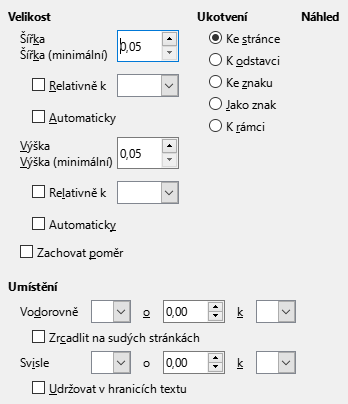 Velikost Ukotvení Náhled
Šířka
Šířka (minimální) 0,05 Ke stránce
K odstavci
Relativně k Ke znaku
Automaticky Jako znak
K rámci
Výška
Výška (minimální) 0,05
Relativně k
Automaticky
Zachovat poměr
Umístění
Vodorovně o 0,00 k
Zrcadlit na sudých stránkách
Svisle o 0,00 k
Udržovat v hranicích textu